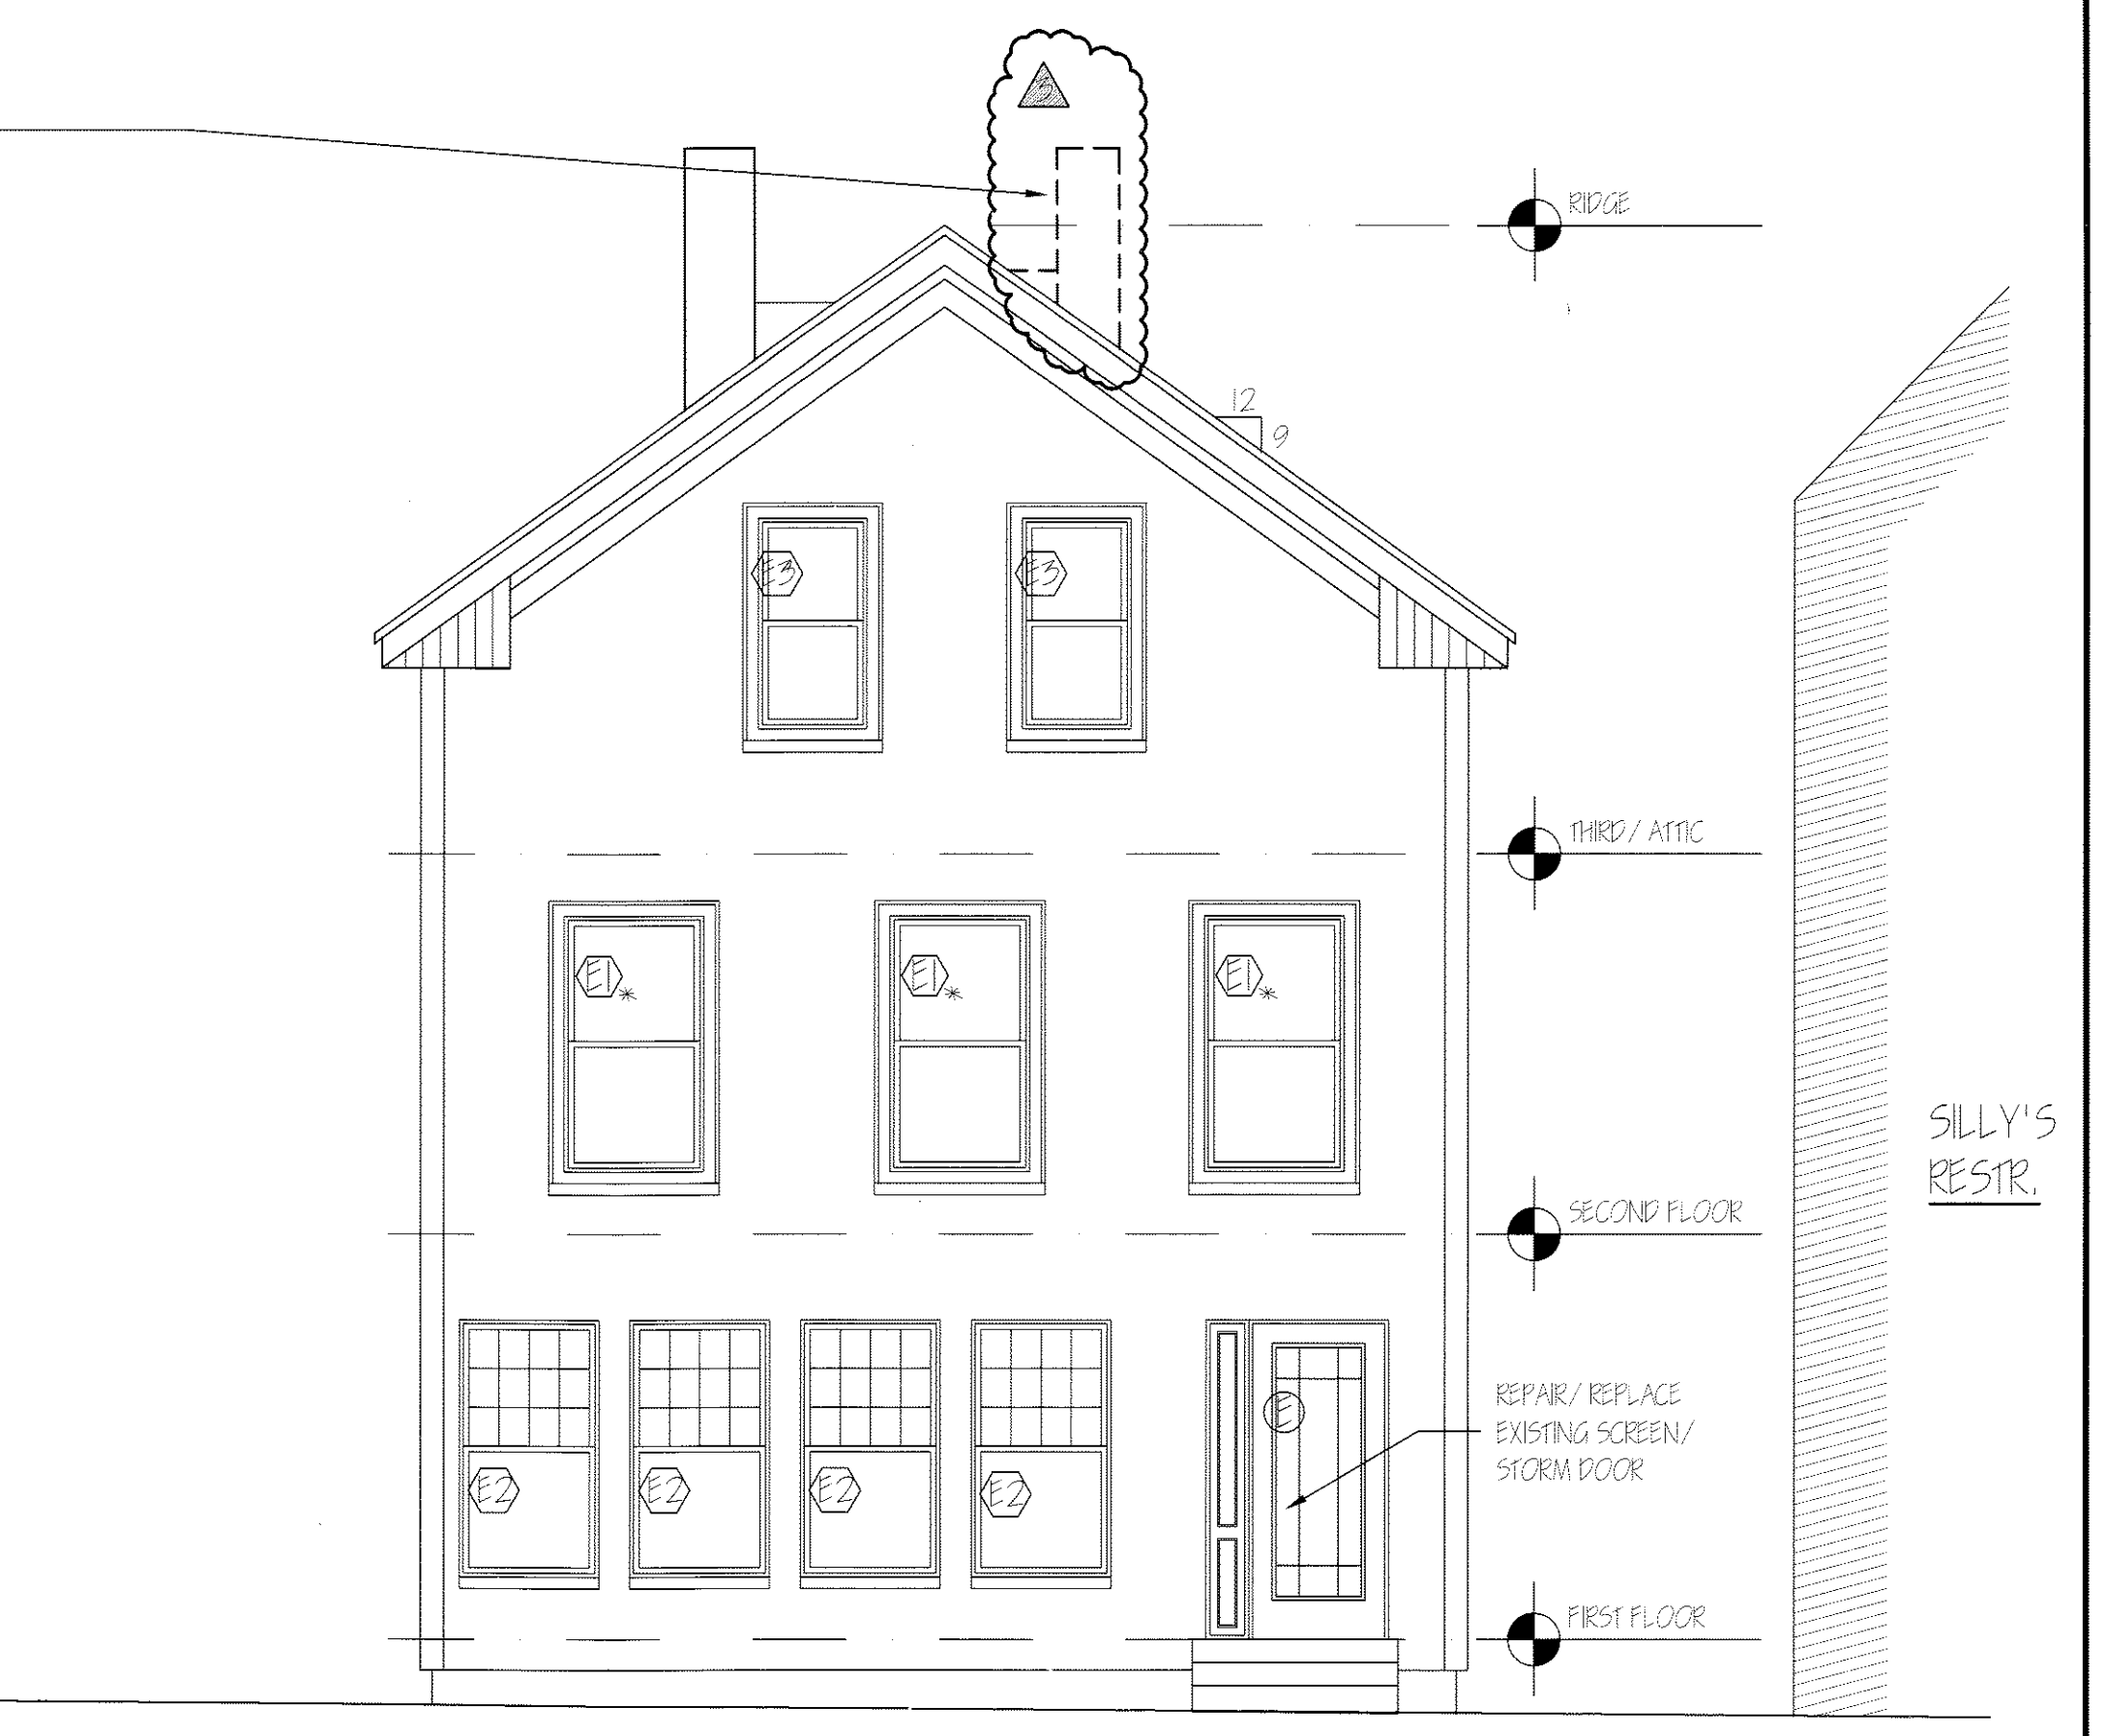 3
RIDGE
12
9
E3
E3
THIRD/ ATTIC
E1*
E1*
E1*
SILLY'S
RESTR.
SECOND FLOOR
REPAIR/ REPLACE
EXISTING SCREEN/
STORM DOOR
E
E2
E2
E2
E2
FIRST FLOOR